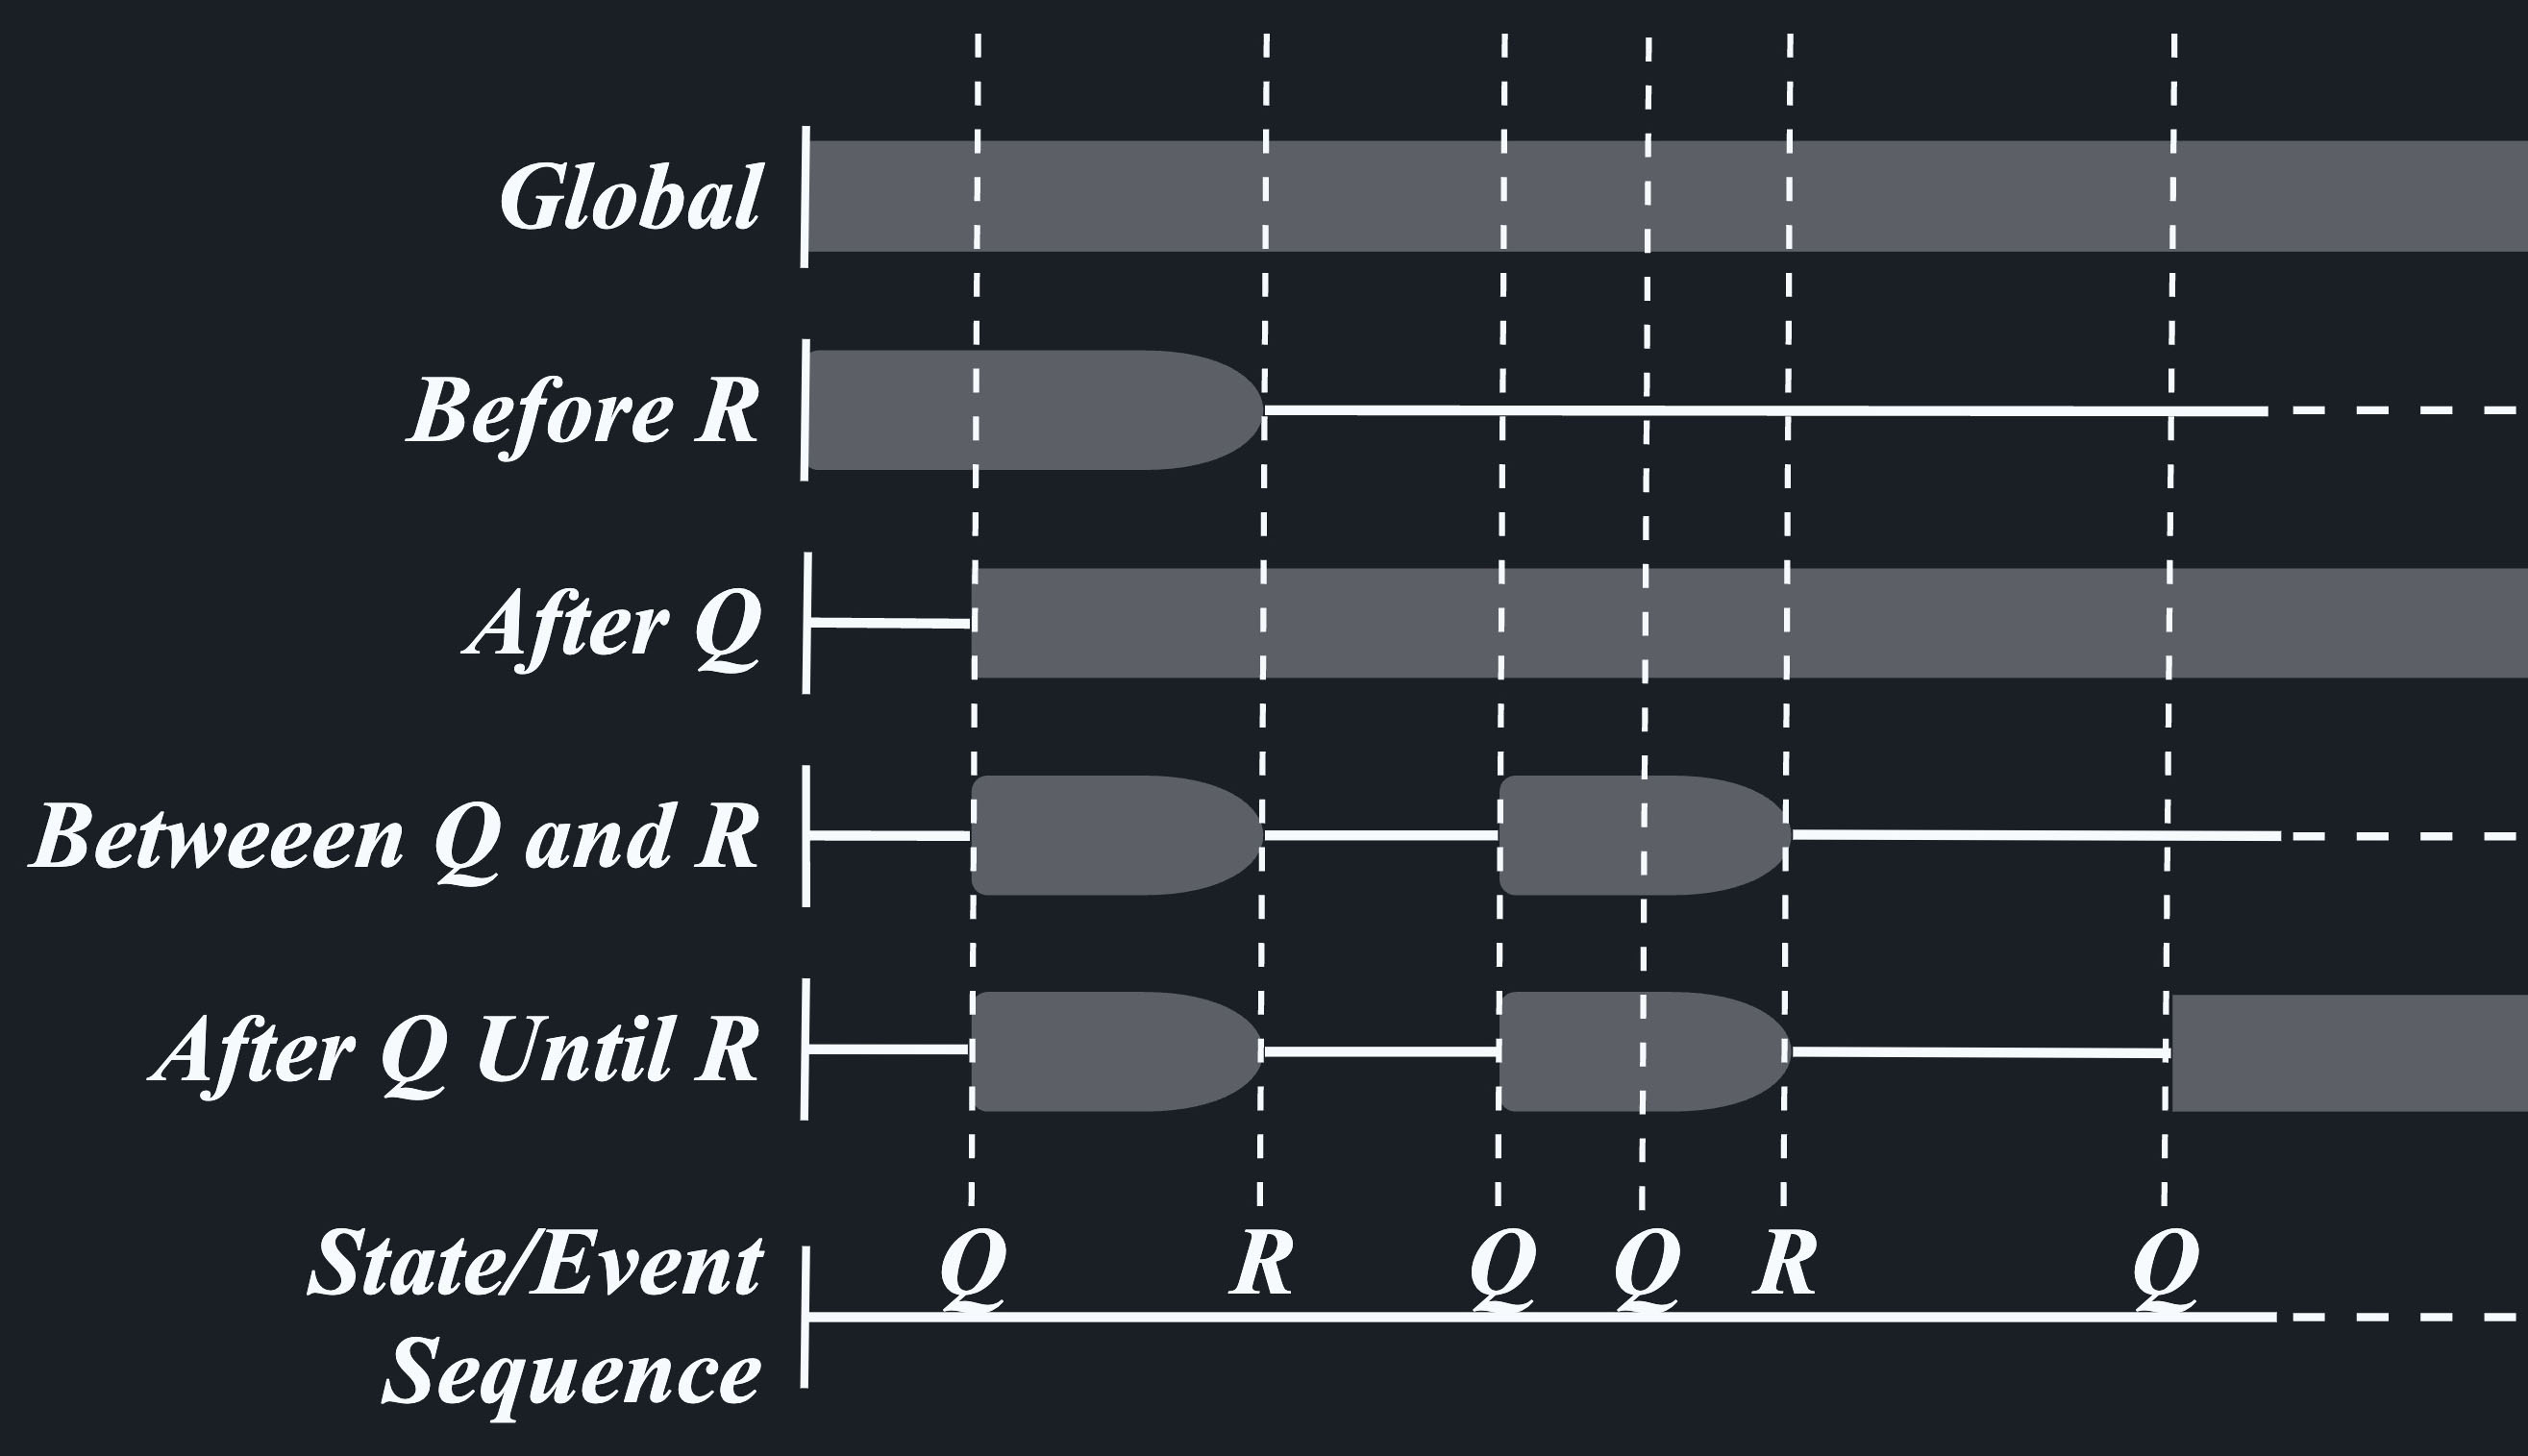 Global
Before R
After Q
Betweeen Q and R
After Q Until R
State/Event
Sequence
Q R Q Q R Q